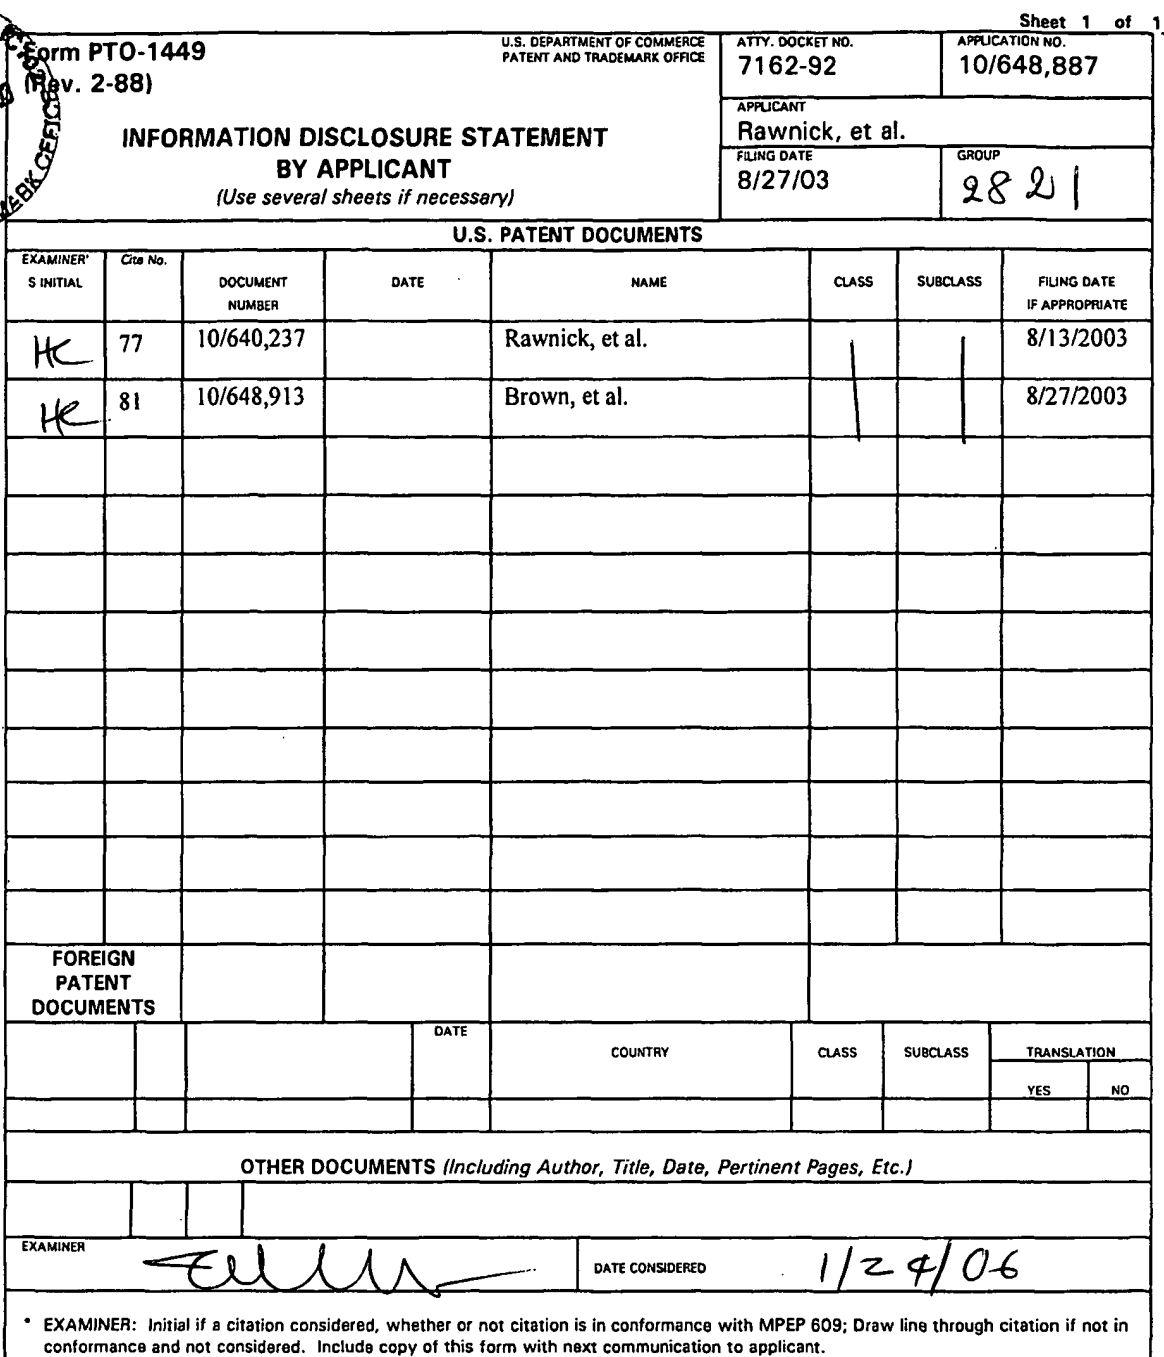 Sheet 1 of 1
Form PTO-1449
(Rev. 2-88)
U.S. DEPARTMENT OF COMMERCE
PATENT AND TRADEMARK OFFICE
ATTY. DOCKET NO.
7162-92
APPLICATION NO.
10/648,887
INFORMATION DISCLOSURE STATEMENT
BY APPLICANT
(Use several sheets if necessary)
APPLICANT
Rawnick, et al.
FILING DATE
8/27/03
GROUP
2821
U.S. PATENT DOCUMENTS
EXAMINER'
S INITIAL
Cite No.
DOCUMENT
NUMBER
DATE
NAME
CLASS
SUBCLASS
FILING DATE
IF APPROPRIATE
HC 77 10/640,237 Rawnick, et al. 8/13/2003
HC 81 10/648,913 Brown, et al. 8/27/2003
FOREIGN
PATENT
DOCUMENTS
DATE
COUNTRY
CLASS
SUBCLASS
TRANSLATION
YES
NO
OTHER DOCUMENTS (Including Author, Title, Date, Pertinent Pages, Etc.)
EXAMINER
DATE CONSIDERED
1/24/06
* EXAMINER: Initial if a citation considered, whether or not citation is in conformance with MPEP 609; Draw line through citation if not in
conformance and not considered. Include copy of this form with next communication to applicant.